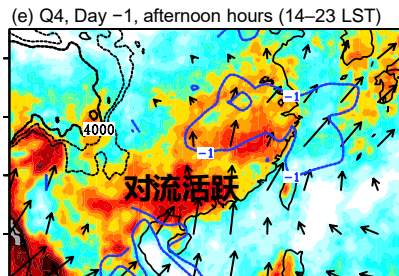 (e) Q4, Day −1, afternoon hours (14–23 LST)
−1
4000
−1
−1
对流活跃